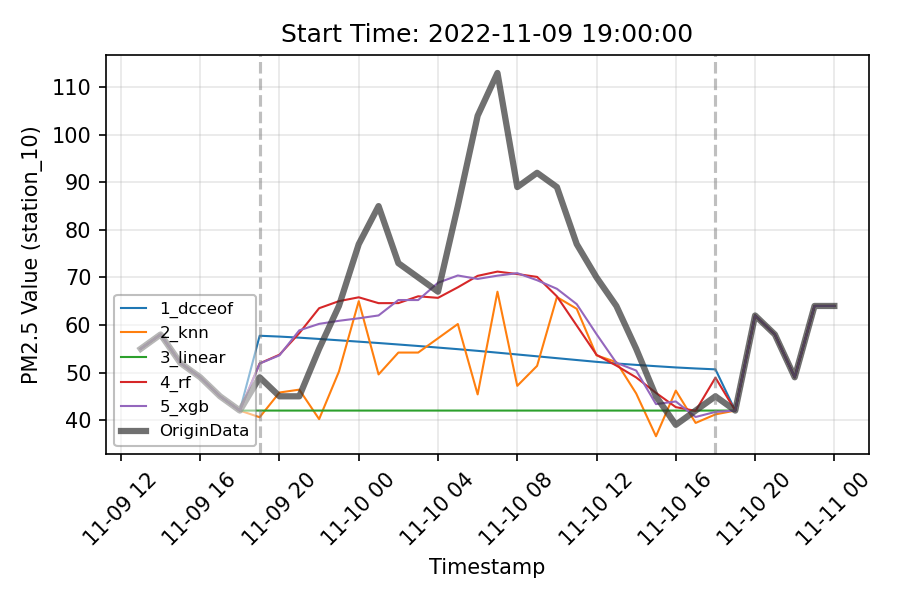 Start Time: 2022-11-09 19:00:00
PM2.5 Value (station_10)
110
100
90
80
70
60
50
40
1_dcceof
2_knn
3_linear
4_rf
5_xgb
OriginData
11-09 12
11-09 16
11-09 20
11-10 00
11-10 04
11-10 08
11-10 12
11-10 16
11-10 20
11-11 00
Timestamp